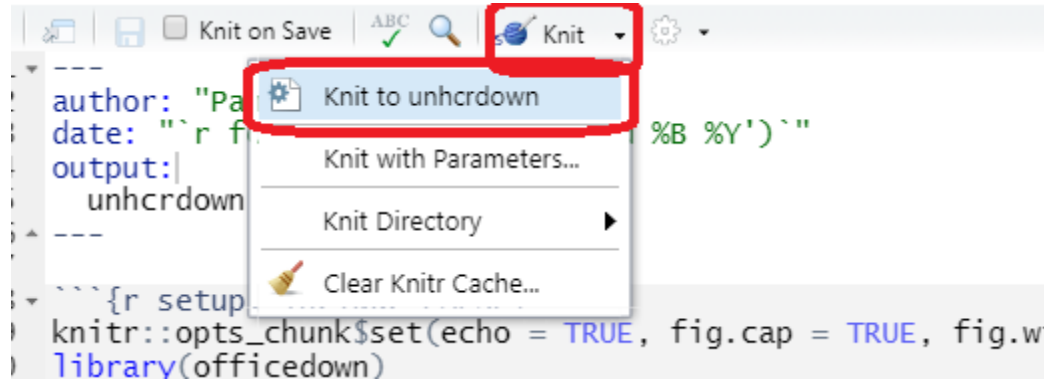 Knit on Save ABC Knit
---
Knit to unhcrdown
author: "Pa
date: "`r f %B %Y')`"
Knit with Parameters...
output:
unhcrdown
Knit Directory
---
Clear Knitr Cache...
```{r setup
knitr::opts_chunk$set(echo = TRUE, fig.cap = TRUE, fig.w
library(officedown)